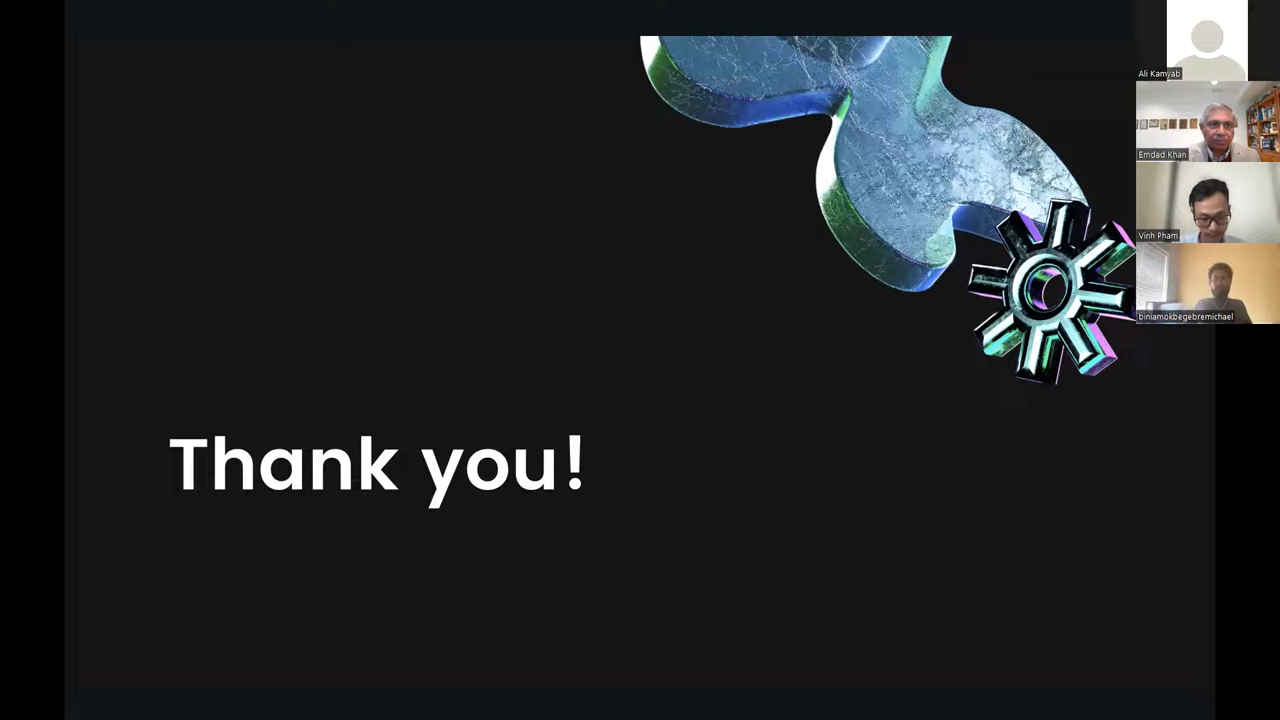 Ali Kamyab
Emdad Khan
Vinh Pham
biniamokbegebremichael
Thank you!